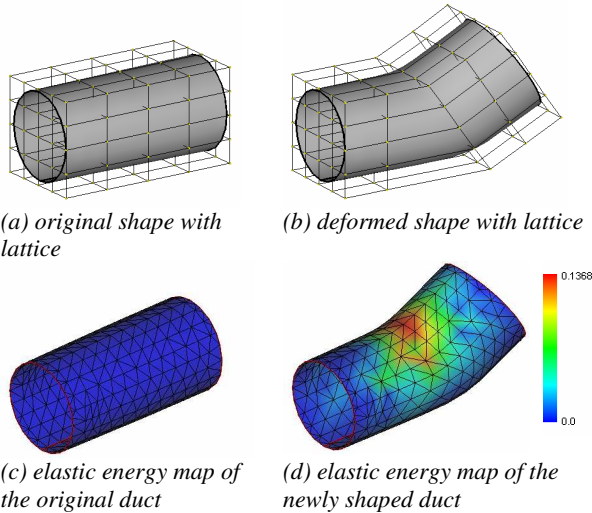 (a) original shape with
lattice
(b) deformed shape with lattice
0.1368
0.0
(c) elastic energy map of
the original duct
(d) elastic energy map of the
newly shaped duct